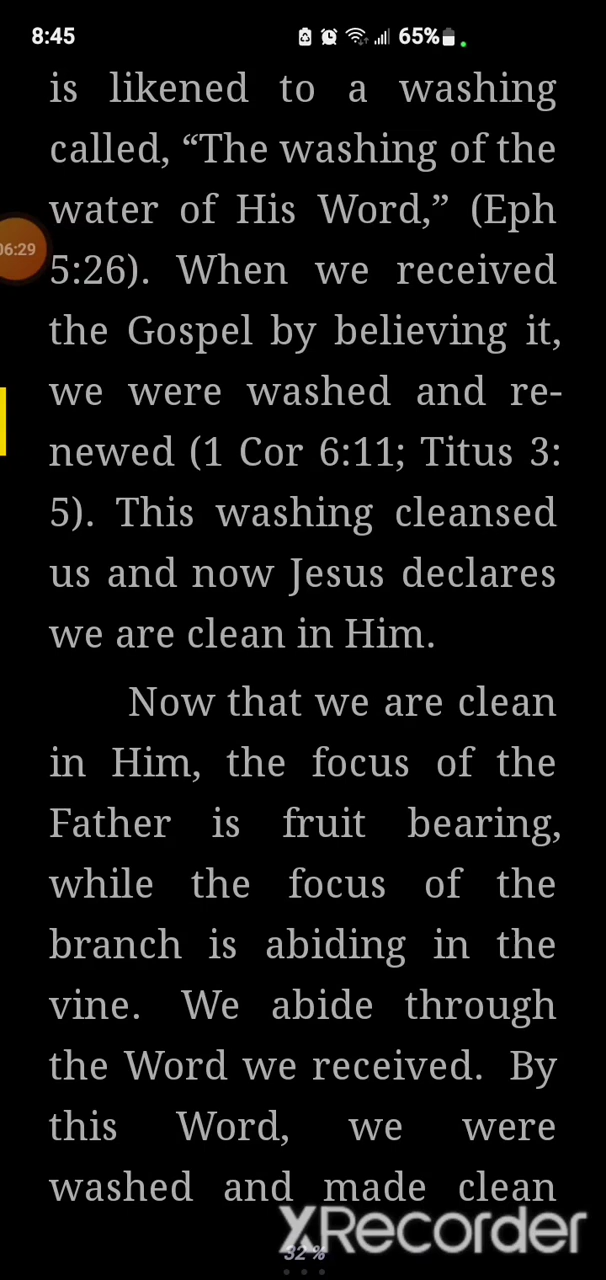 8:45
65%
is likened to a washing
called, “The washing of the
water of His Word,” (Eph
06:29
5:26). When we received
the Gospel by believing it,
we were washed and re-
newed (1 Cor 6:11; Titus 3:
5). This washing cleansed
us and now Jesus declares
we are clean in Him.
Now that we are clean
in Him, the focus of the
Father is fruit bearing,
while the focus of the
branch is abiding in the
vine. We abide through
the Word we received. By
this Word, we were
washed and made clean
XRecorder
32%